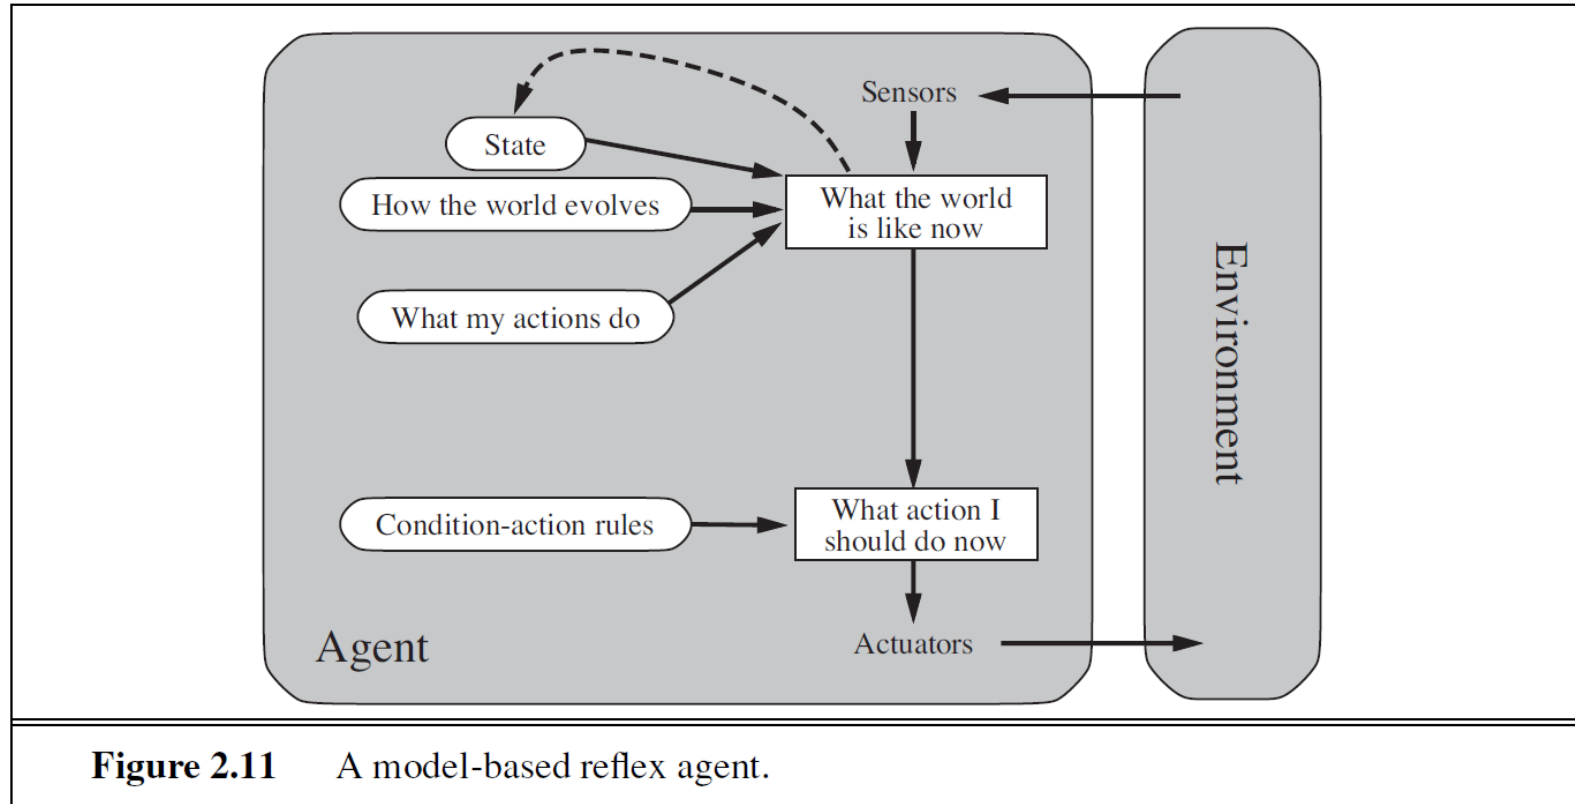 Sensors
State
How the world evolves
What the world
is like now
What my actions do
Environment
Condition-action rules
What action I
should do now
Agent
Actuators
Figure 2.11 A model-based reflex agent.